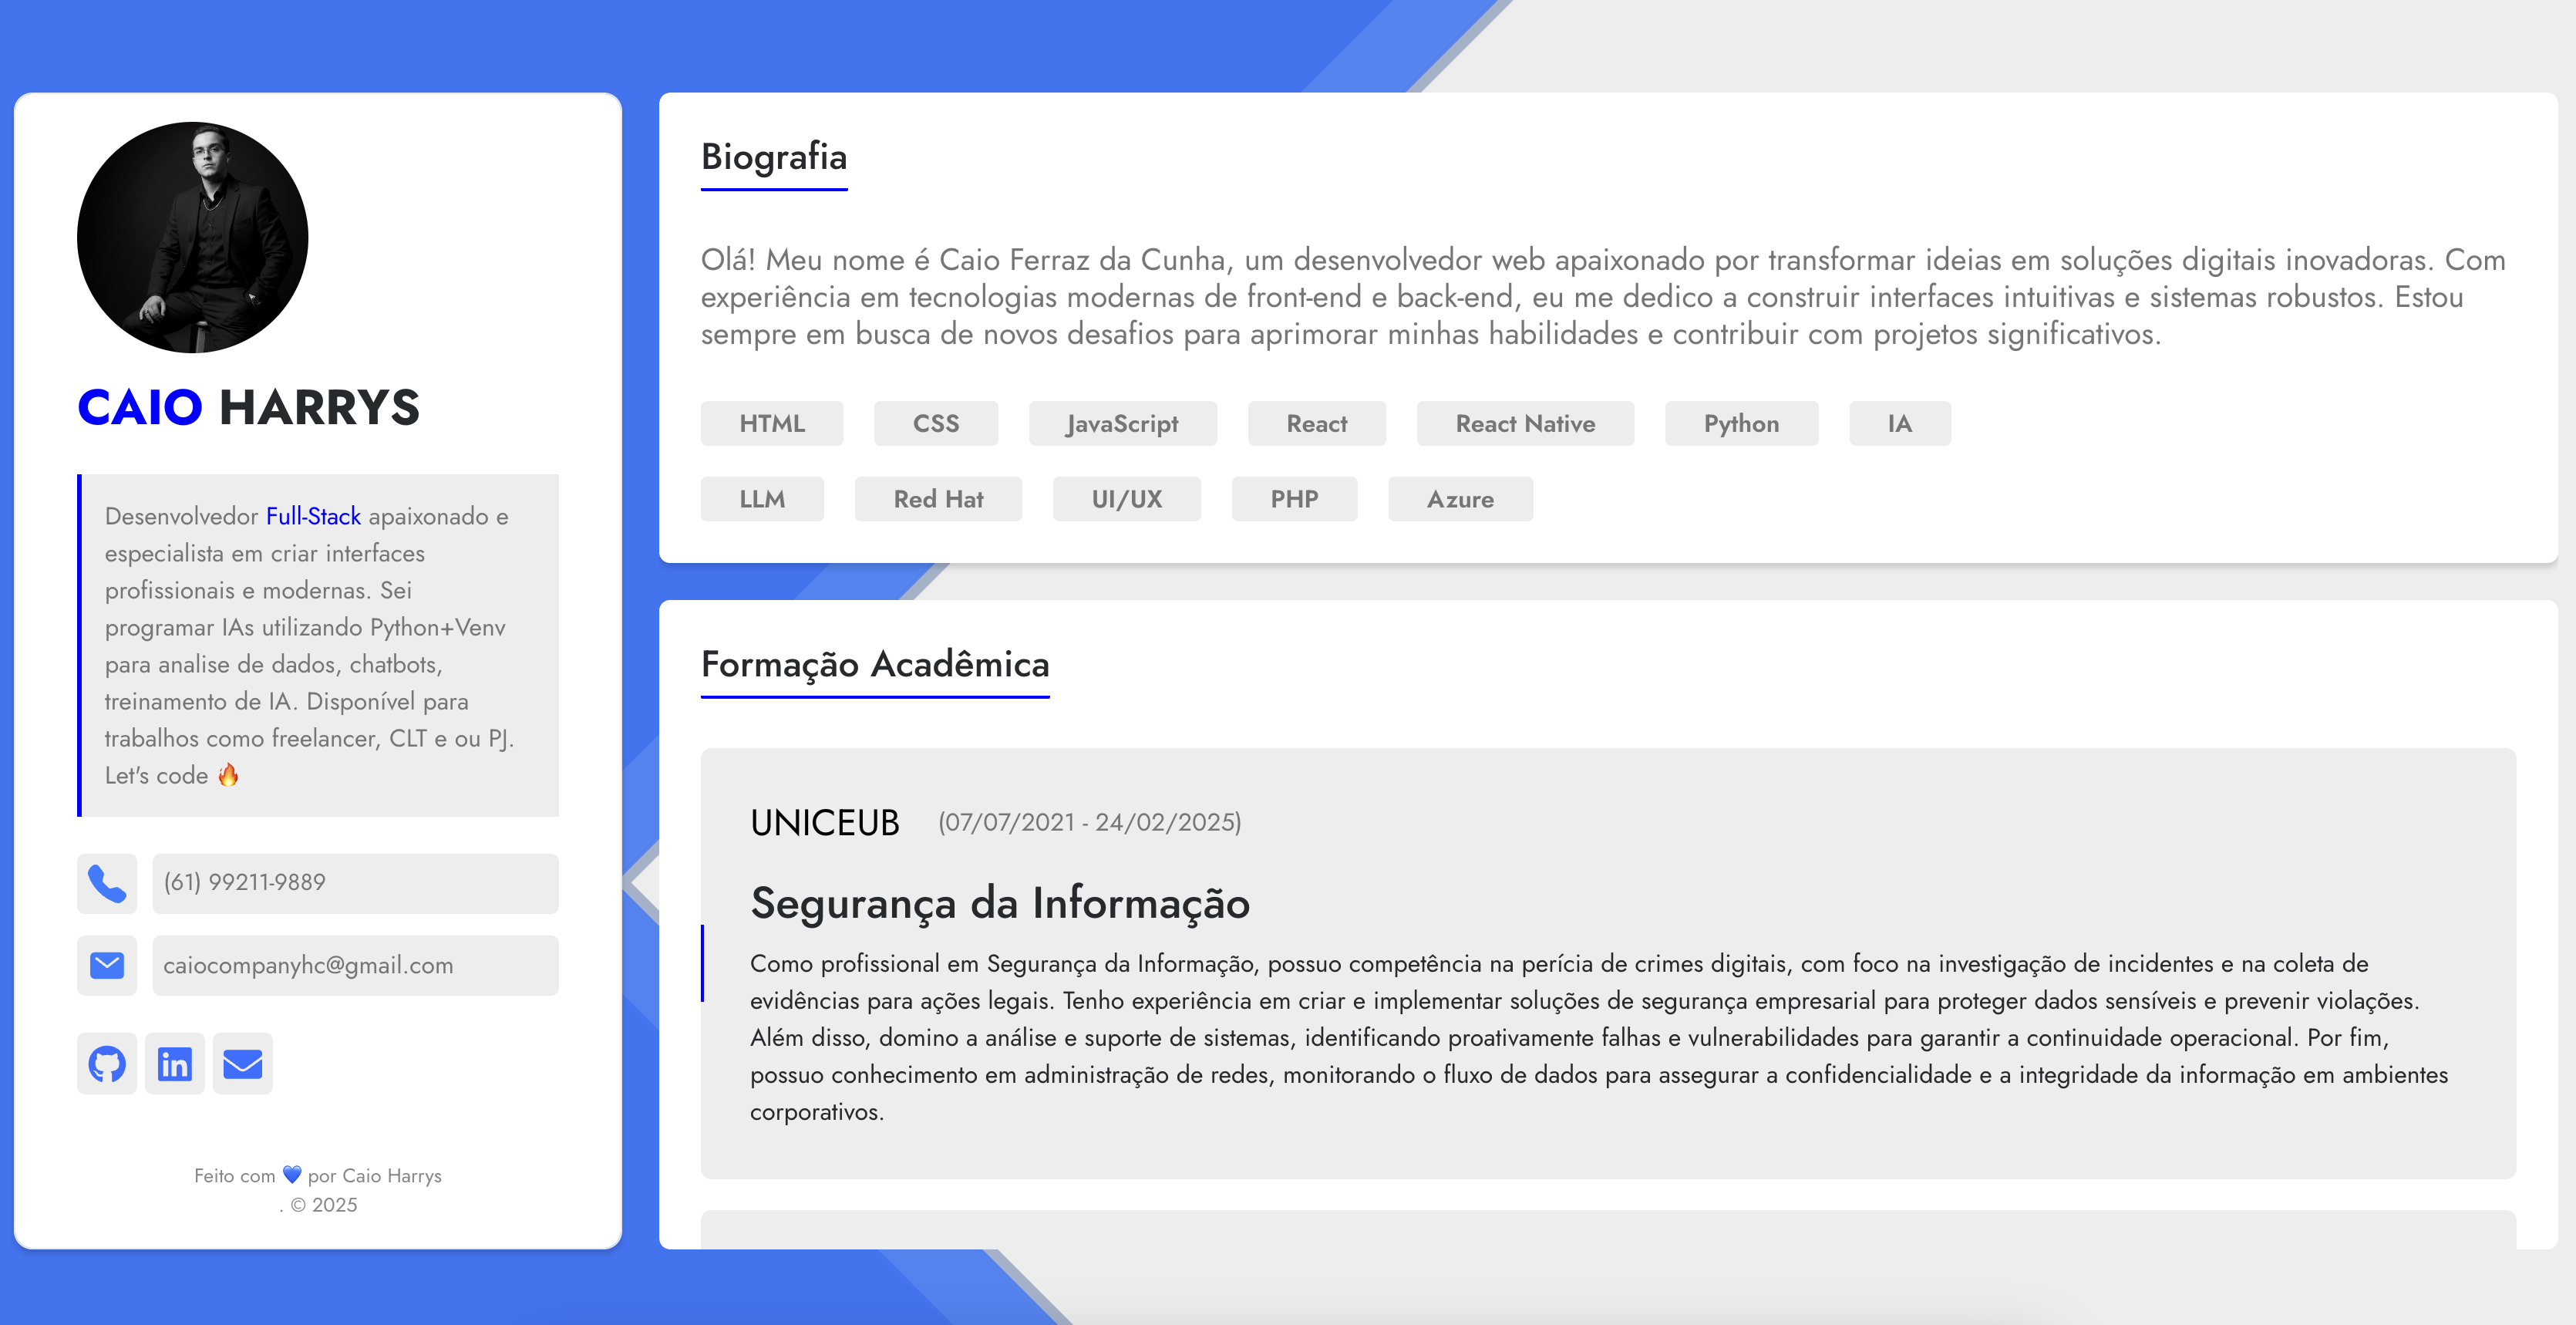 CAIO HARRYS
Desenvolvedor Full-Stack apaixonado e
especialista em criar interfaces
profissionais e modernas. Sei
programar IAs utilizando Python+Venv
para analise de dados, chatbots,
treinamento de IA. Disponível para
trabalhos como freelancer, CLT e ou PJ.
Let's code 🔥
(61) 99211-9889
caiocompanyhc@gmail.com
in
Feito com 💙 por Caio Harrys
. © 2025
Biografia
Olá! Meu nome é Caio Ferraz da Cunha, um desenvolvedor web apaixonado por transformar ideias em soluções digitais inovadoras. Com
experiência em tecnologias modernas de front-end e back-end, eu me dedico a construir interfaces intuitivas e sistemas robustos. Estou
sempre em busca de novos desafios para aprimorar minhas habilidades e contribuir com projetos significativos.
HTML CSS JavaScript React React Native Python IA
LLM Red Hat UI/UX PHP Azure
Formação Acadêmica
UNICEUB (07/07/2021 - 24/02/2025)
Segurança da Informação
Como profissional em Segurança da Informação, possuo competência na perícia de crimes digitais, com foco na investigação de incidentes e na coleta de
evidências para ações legais. Tenho experiência em criar e implementar soluções de segurança empresarial para proteger dados sensíveis e prevenir violações.
Além disso, domino a análise e suporte de sistemas, identificando proativamente falhas e vulnerabilidades para garantir a continuidade operacional. Por fim,
possuo conhecimento em administração de redes, monitorando o fluxo de dados para assegurar a confidencialidade e a integridade da informação em ambientes
corporativos.